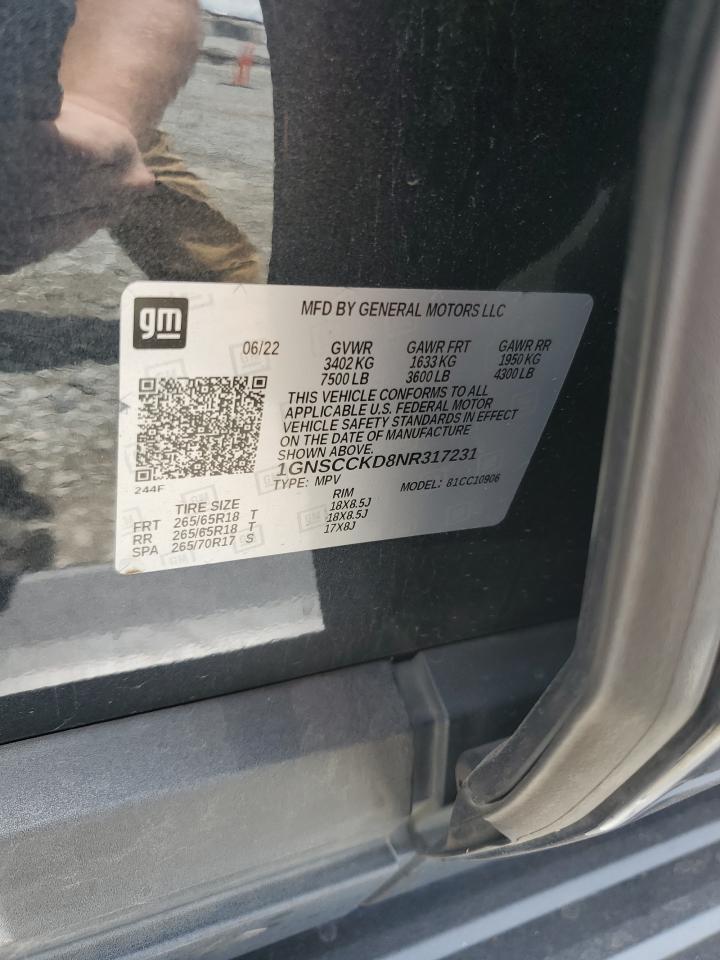 gm
MFD BY GENERAL MOTORS LLC
06/22 GVWR GAWR FRT GAWR RR
3402 KG 1633 KG 1950 KG
7500 LB 3600 LB 4300 LB
THIS VEHICLE CONFORMS TO ALL
APPLICABLE U.S. FEDERAL MOTOR
VEHICLE SAFETY STANDARDS IN EFFECT
ON THE DATE OF MANUFACTURE
SHOWN ABOVE.
1GNSCCKD8NR317231
TYPE: MPV MODEL: 81CC10906
244F
TIRE SIZE RIM
FRT 265/65R18 T 18X8.5J
RR 265/65R18 T 18X8.5J
SPA 265/70R17 S 17X8J